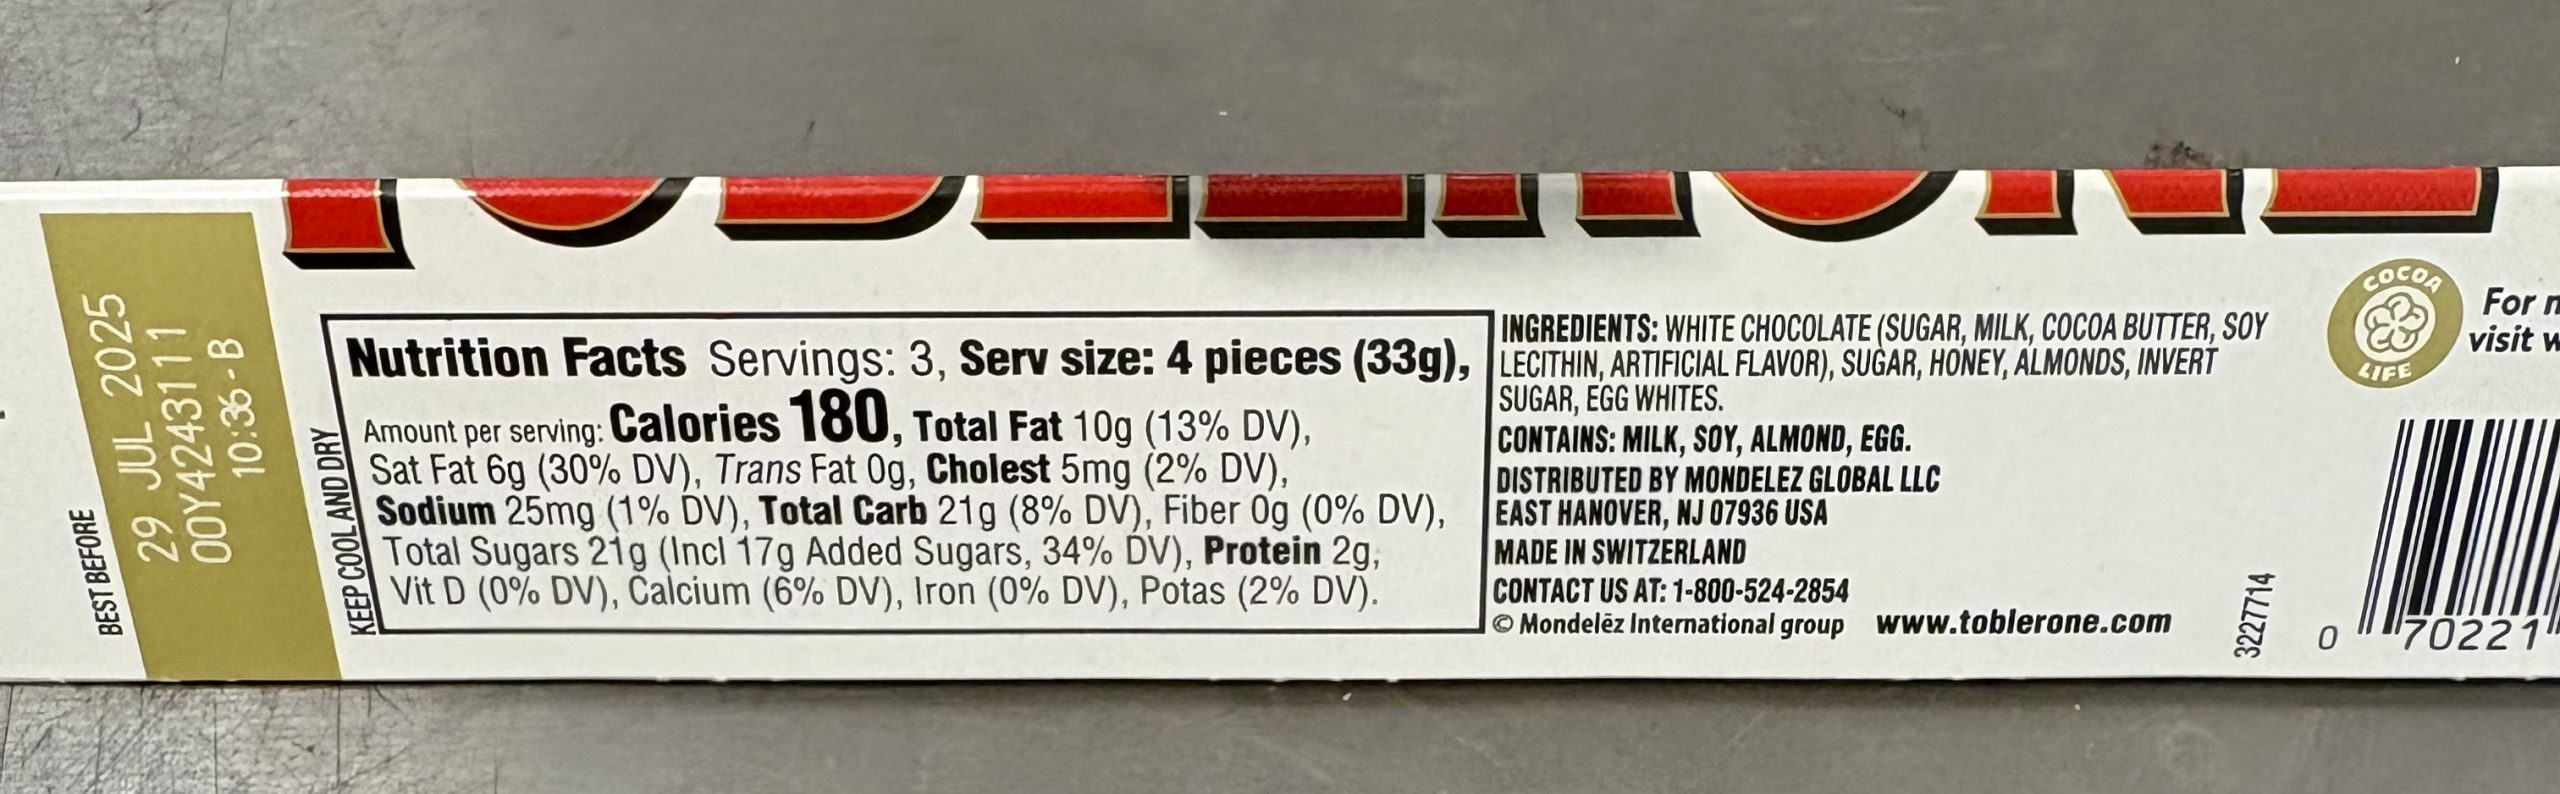 TOBLERONE
BEST BEFORE
29 JUL 2025
OOY4243111
10:36-B
KEEP COOL AND DRY
Nutrition Facts Servings: 3, Serv size: 4 pieces (33g),
Amount per serving: Calories 180, Total Fat 10g (13% DV),
Sat Fat 6g (30% DV), Trans Fat 0g, Cholest 5mg (2% DV),
Sodium 25mg (1% DV), Total Carb 21g (8% DV), Fiber 0g (0% DV),
Total Sugars 21g (Incl 17g Added Sugars, 34% DV), Protein 2g,
Vit D (0% DV), Calcium (6% DV), Iron (0% DV), Potas (2% DV).
INGREDIENTS: WHITE CHOCOLATE (SUGAR, MILK, COCOA BUTTER, SOY
LECITHIN, ARTIFICIAL FLAVOR), SUGAR, HONEY, ALMONDS, INVERT
SUGAR, EGG WHITES.
CONTAINS: MILK, SOY, ALMOND, EGG.
DISTRIBUTED BY MONDELEZ GLOBAL LLC
EAST HANOVER, NJ 07936 USA
MADE IN SWITZERLAND
CONTACT US AT: 1-800-524-2854
© Mondelēz International group www.toblerone.com
3227714
COCOA
LIFE
For
visit
0 70221